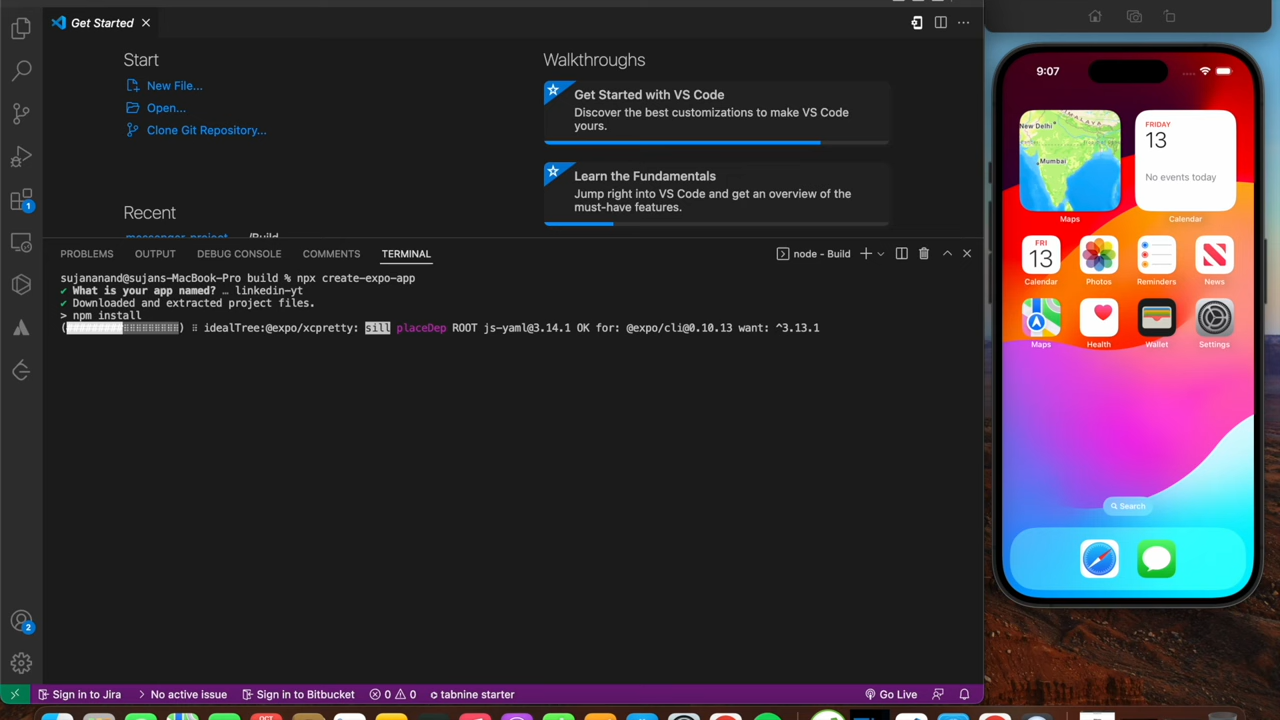 Get Started
Start
New File...
Open...
Clone Git Repository...
Recent
messenger-project /Build
Walkthroughs
Get Started with VS Code
Discover the best customizations to make VS Code
yours.
Learn the Fundamentals
Jump right into VS Code and get an overview of the
must-have features.
PROBLEMS OUTPUT DEBUG CONSOLE COMMENTS TERMINAL
node - Build
sujananand@sujans-MacBook-Pro build % npx create-expo-app
✔ What is your app named? … linkedin-yt
✔ Downloaded and extracted project files.
> npm install
(##################) ⠿ idealTree:@expo/xcpretty: sill placeDep ROOT js-yaml@3.14.1 OK for: @expo/cli@0.10.13 want: ^3.13.1
1
2
Sign in to Jira No active issue Sign in to Bitbucket 0 0 tabnine starter Go Live
9:07
New Delhi
HIMALAYA
Mumbai
Maps
FRIDAY
13
No events today
Calendar
FRI
13
Calendar Photos Reminders News
Maps Health Wallet Settings
Search
OCT